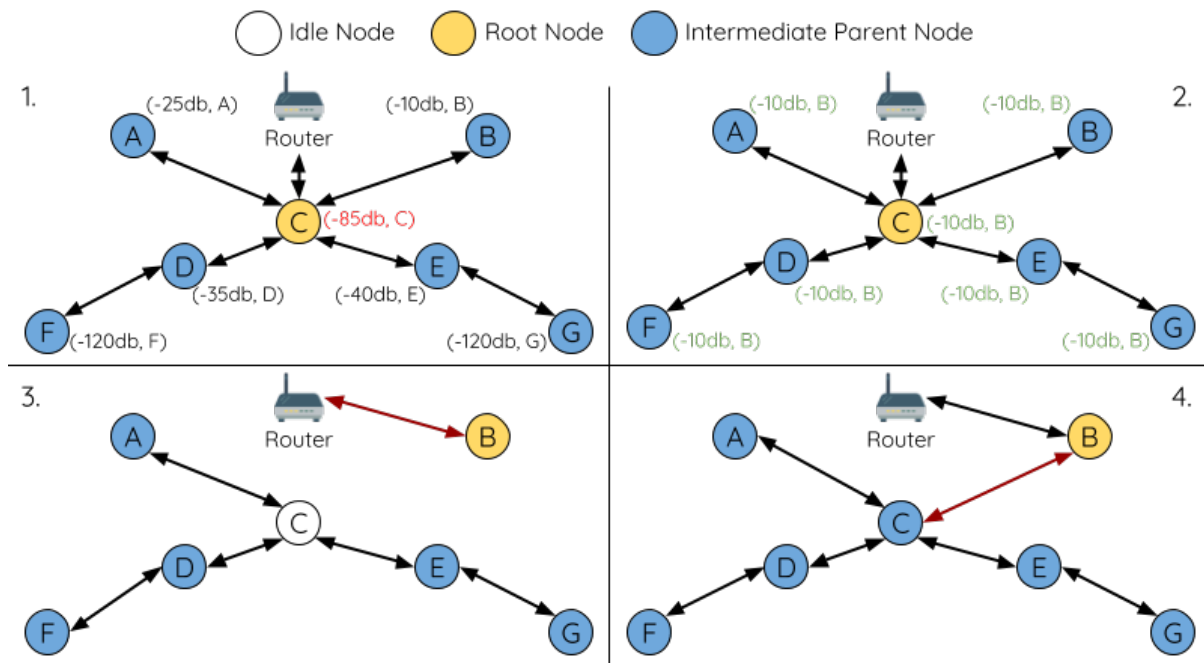 Idle Node
Root Node
Intermediate Parent Node
1.
(-25db, A)
(-10db, B)
A
Router
B
C
(-85db, C)
D
E
(-35db, D)
(-40db, E)
F
(-120db, F)
(-120db, G)
G
2.
(-10db, B)
(-10db, B)
A
Router
B
C
(-10db, B)
D
E
(-10db, B)
(-10db, B)
F
(-10db, B)
(-10db, B)
G
3.
A
Router
B
C
D
E
F
G
4.
A
Router
B
C
D
E
F
G